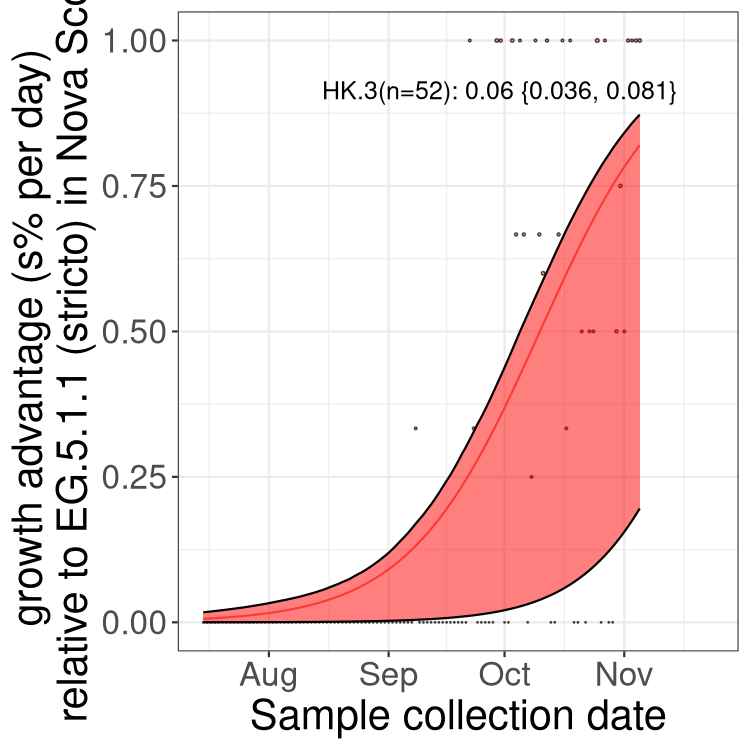 growth advantage (s% per day)
relative to EG.5.1.1 (stricto) in Nova Sco
1.00
0.75
0.50
0.25
0.00
HK.3(n=52): 0.06 {0.036, 0.081}
Aug Sep Oct Nov
Sample collection date